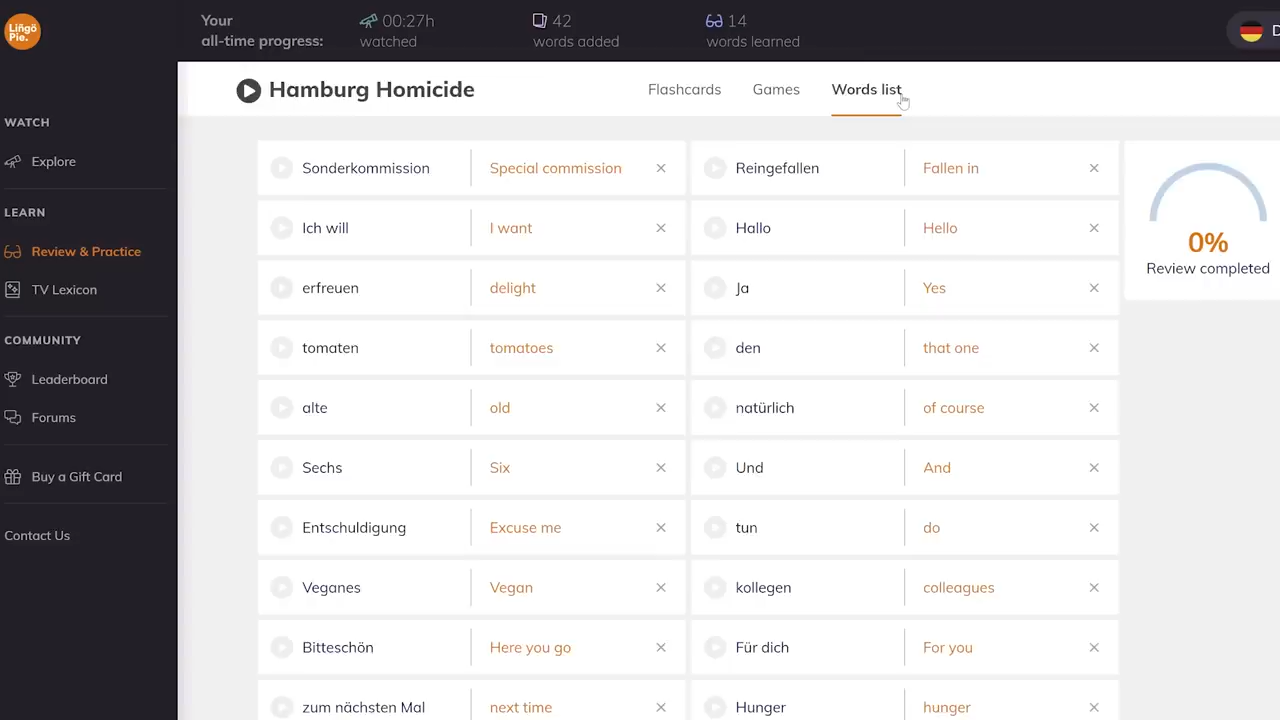 Lingo
Pie.
Your
all-time progress:
00:27h
watched
42
words added
14
words learned
D
WATCH
Explore
LEARN
Review & Practice
TV Lexicon
COMMUNITY
Leaderboard
Forums
Buy a Gift Card
Contact Us
Hamburg Homicide
Flashcards
Games
Words list
Sonderkommission
Special commission
Reingefallen
Fallen in
Ich will
I want
Hallo
Hello
erfreuen
delight
Ja
Yes
tomaten
tomatoes
den
that one
alte
old
natürlich
of course
Sechs
Six
Und
And
Entschuldigung
Excuse me
tun
do
Veganes
Vegan
kollegen
colleagues
Bitteschön
Here you go
Für dich
For you
zum nächsten Mal
next time
Hunger
hunger
0%
Review completed